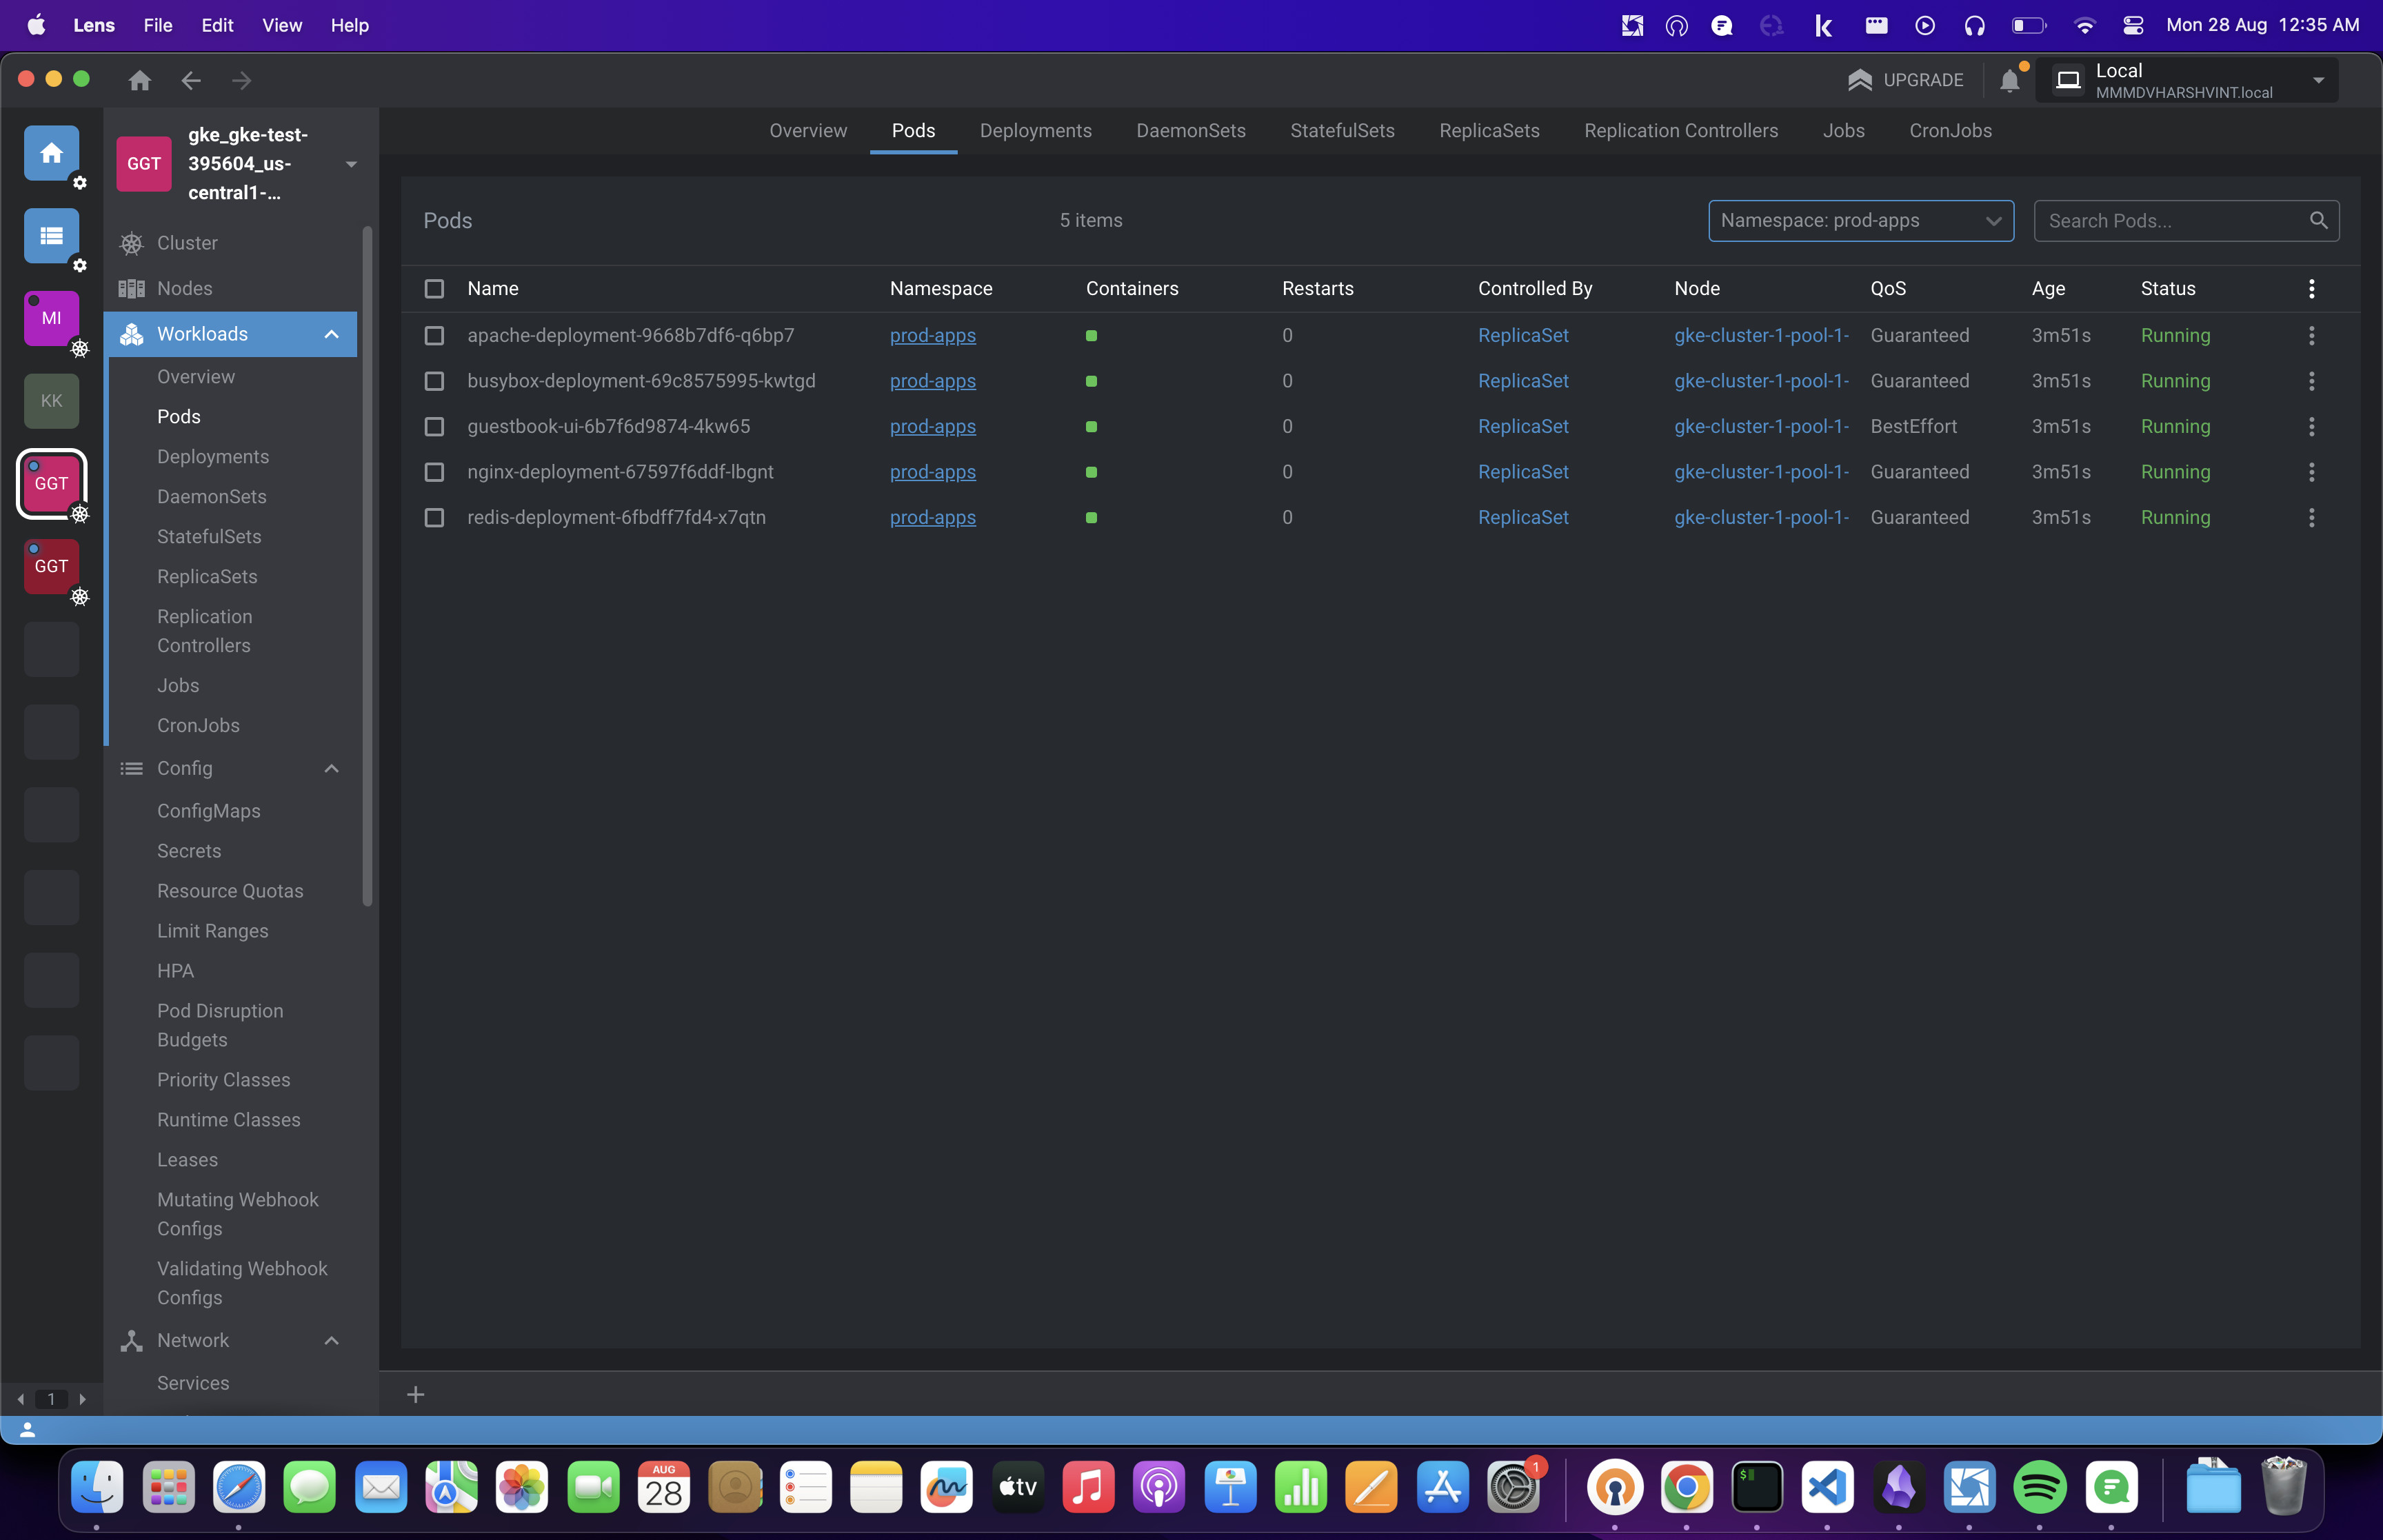 Lens File Edit View Help
Mon 28 Aug 12:35 AM
UPGRADE
Local
MMMDVHARSHVINT.local
gke_gke-test-
395604_us-
central1-...
GGT
MI
KK
GGT
GGT
1
Cluster
Nodes
Workloads
Overview
Pods
Deployments
DaemonSets
StatefulSets
ReplicaSets
Replication
Controllers
Jobs
CronJobs
Config
ConfigMaps
Secrets
Resource Quotas
Limit Ranges
HPA
Pod Disruption
Budgets
Priority Classes
Runtime Classes
Leases
Mutating Webhook
Configs
Validating Webhook
Configs
Network
Services
Overview Pods Deployments DaemonSets StatefulSets ReplicaSets Replication Controllers Jobs CronJobs
Pods 5 items Namespace: prod-apps Search Pods...
Name Namespace Containers Restarts Controlled By Node QoS Age Status
apache-deployment-9668b7df6-q6bp7 prod-apps 0 ReplicaSet gke-cluster-1-pool-1- Guaranteed 3m51s Running
busybox-deployment-69c8575995-kwtgd prod-apps 0 ReplicaSet gke-cluster-1-pool-1- Guaranteed 3m51s Running
guestbook-ui-6b7f6d9874-4kw65 prod-apps 0 ReplicaSet gke-cluster-1-pool-1- BestEffort 3m51s Running
nginx-deployment-67597f6ddf-lbgnt prod-apps 0 ReplicaSet gke-cluster-1-pool-1- Guaranteed 3m51s Running
redis-deployment-6fbdff7fd4-x7qtn prod-apps 0 ReplicaSet gke-cluster-1-pool-1- Guaranteed 3m51s Running
AUG
28
tv
1
$